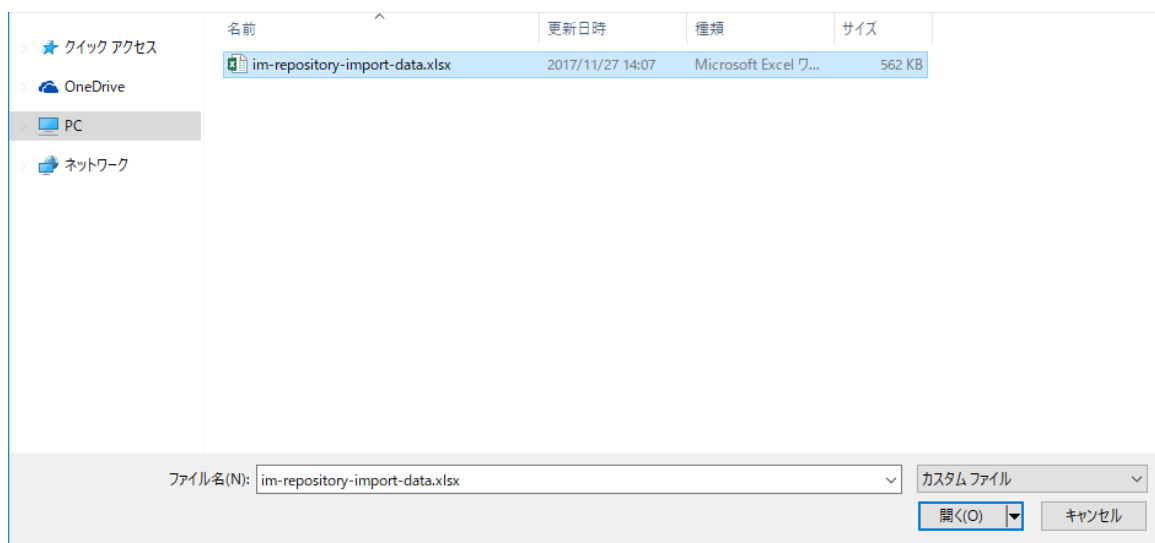 名前 更新日時 種類 サイズ
クイック アクセス
im-repository-import-data.xlsx 2017/11/27 14:07 Microsoft Excel ワ... 562 KB
OneDrive
PC
ネットワーク
ファイル名(N): im-repository-import-data.xlsx カスタム ファイル
開く(O) キャンセル